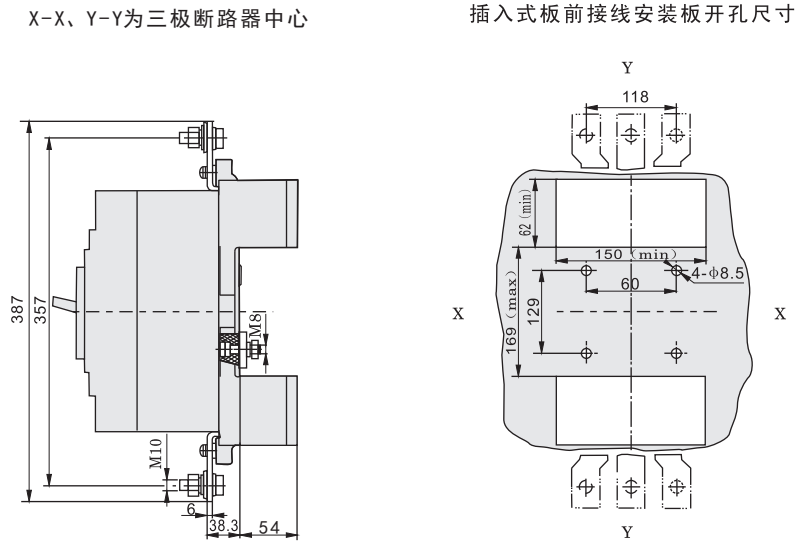 X-X、Y-Y为三极断路器中心
插入式板前接线安装板开孔尺寸
Y
118
62 (min)
150 (min)
4-φ8.5
60
129
169 (max)
X
X
Y
387
357
M8
M10
6
38.3
54